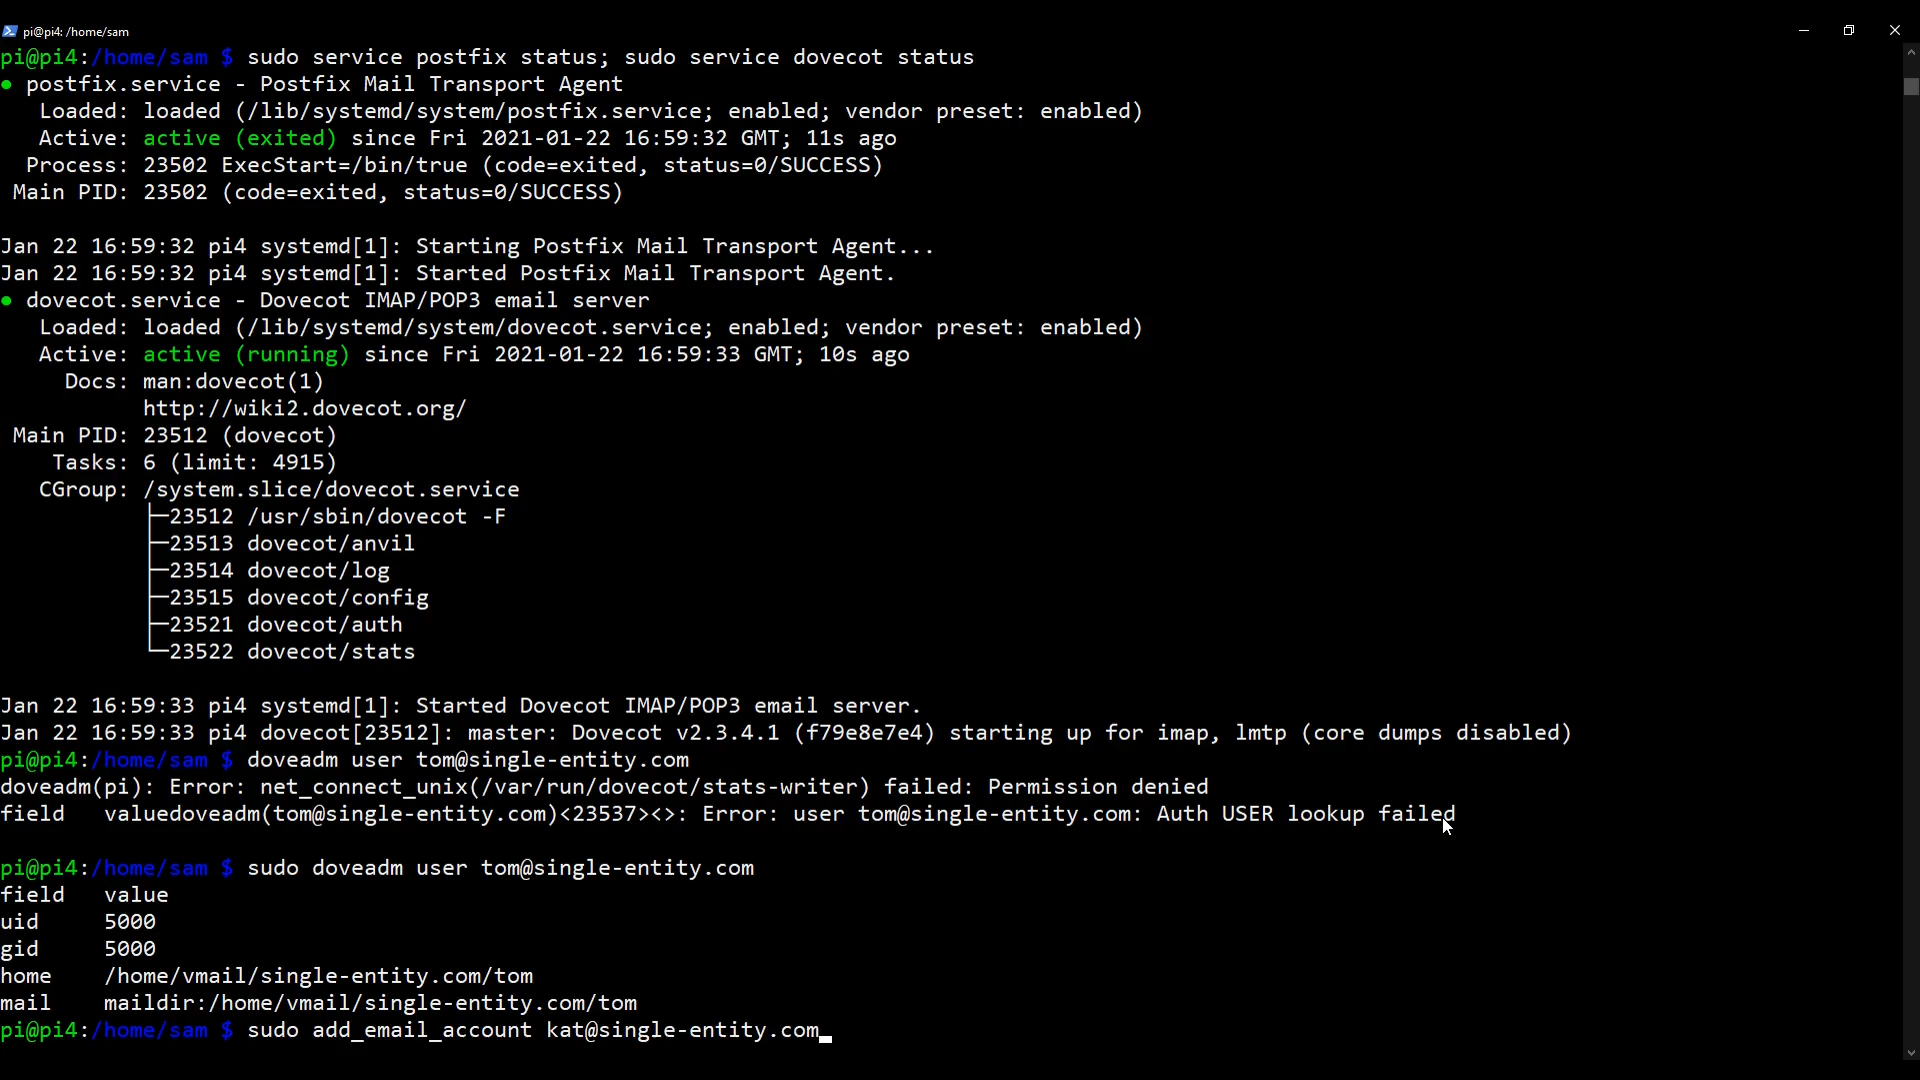 pi@pi4: /home/sam
pi@pi4:/home/sam $ sudo service postfix status; sudo service dovecot status
● postfix.service - Postfix Mail Transport Agent
   Loaded: loaded (/lib/systemd/system/postfix.service; enabled; vendor preset: enabled)
   Active: active (exited) since Fri 2021-01-22 16:59:32 GMT; 11s ago
  Process: 23502 ExecStart=/bin/true (code=exited, status=0/SUCCESS)
 Main PID: 23502 (code=exited, status=0/SUCCESS)

Jan 22 16:59:32 pi4 systemd[1]: Starting Postfix Mail Transport Agent...
Jan 22 16:59:32 pi4 systemd[1]: Started Postfix Mail Transport Agent.
● dovecot.service - Dovecot IMAP/POP3 email server
   Loaded: loaded (/lib/systemd/system/dovecot.service; enabled; vendor preset: enabled)
   Active: active (running) since Fri 2021-01-22 16:59:33 GMT; 10s ago
     Docs: man:dovecot(1)
           http://wiki2.dovecot.org/
 Main PID: 23512 (dovecot)
    Tasks: 6 (limit: 4915)
   CGroup: /system.slice/dovecot.service
           ├─23512 /usr/sbin/dovecot -F
           ├─23513 dovecot/anvil
           ├─23514 dovecot/log
           ├─23515 dovecot/config
           ├─23521 dovecot/auth
           └─23522 dovecot/stats

Jan 22 16:59:33 pi4 systemd[1]: Started Dovecot IMAP/POP3 email server.
Jan 22 16:59:33 pi4 dovecot[23512]: master: Dovecot v2.3.4.1 (f79e8e7e4) starting up for imap, lmtp (core dumps disabled)
pi@pi4:/home/sam $ doveadm user tom@single-entity.com
doveadm(pi): Error: net_connect_unix(/var/run/dovecot/stats-writer) failed: Permission denied
field   valuedoveadm(tom@single-entity.com)<23537><>: Error: user tom@single-entity.com: Auth USER lookup failed

pi@pi4:/home/sam $ sudo doveadm user tom@single-entity.com
field   value
uid     5000
gid     5000
home    /home/vmail/single-entity.com/tom
mail    maildir:/home/vmail/single-entity.com/tom
pi@pi4:/home/sam $ sudo add_email_account kat@single-entity.com